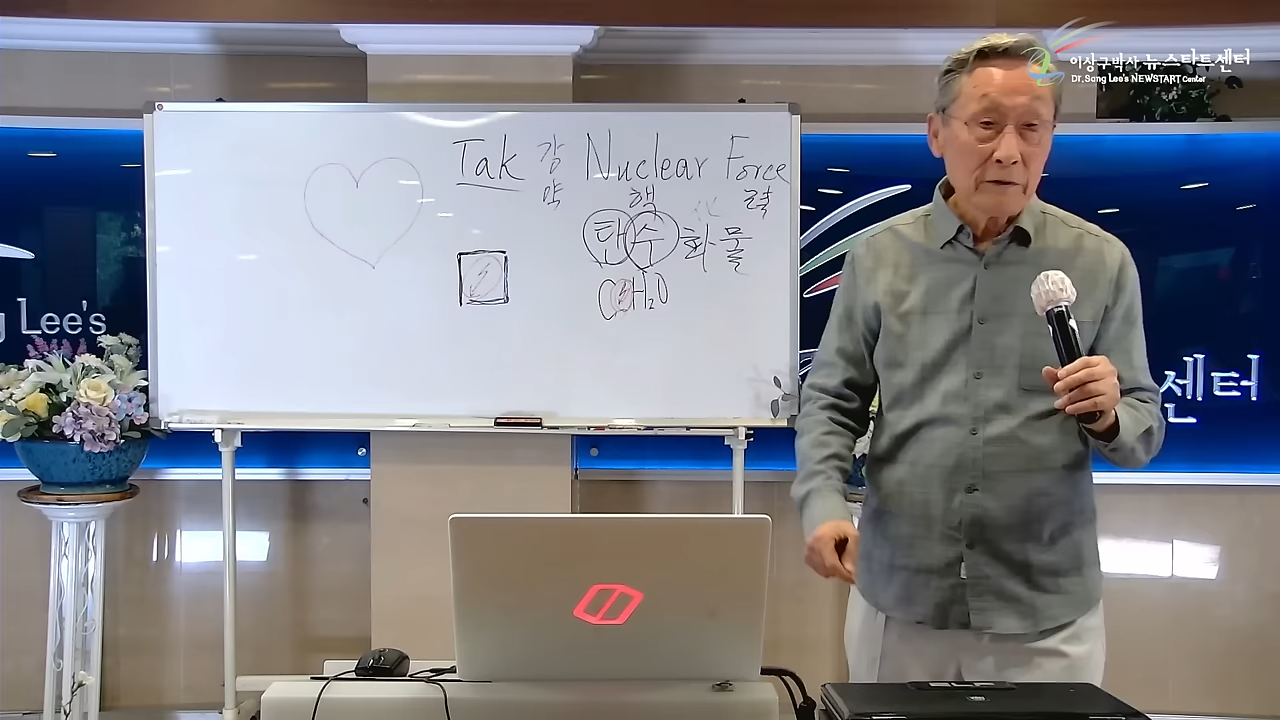 이상구박사 뉴스타트센터
Dr.Sang Lee's NEWSTART Center
Tak 강 Nuclear Force
약 핵 력
탄수화물
C H₂O
Lee's
센터